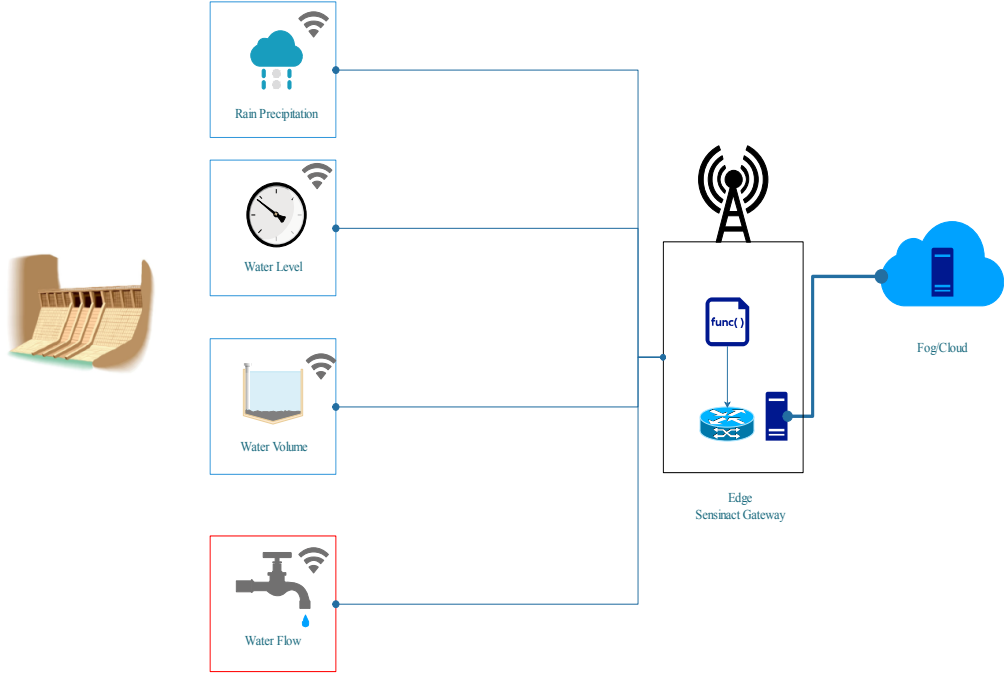 Rain Precipitation
Water Level
Water Volume
Water Flow
func( )
Edge
Sensinact Gateway
Fog/Cloud